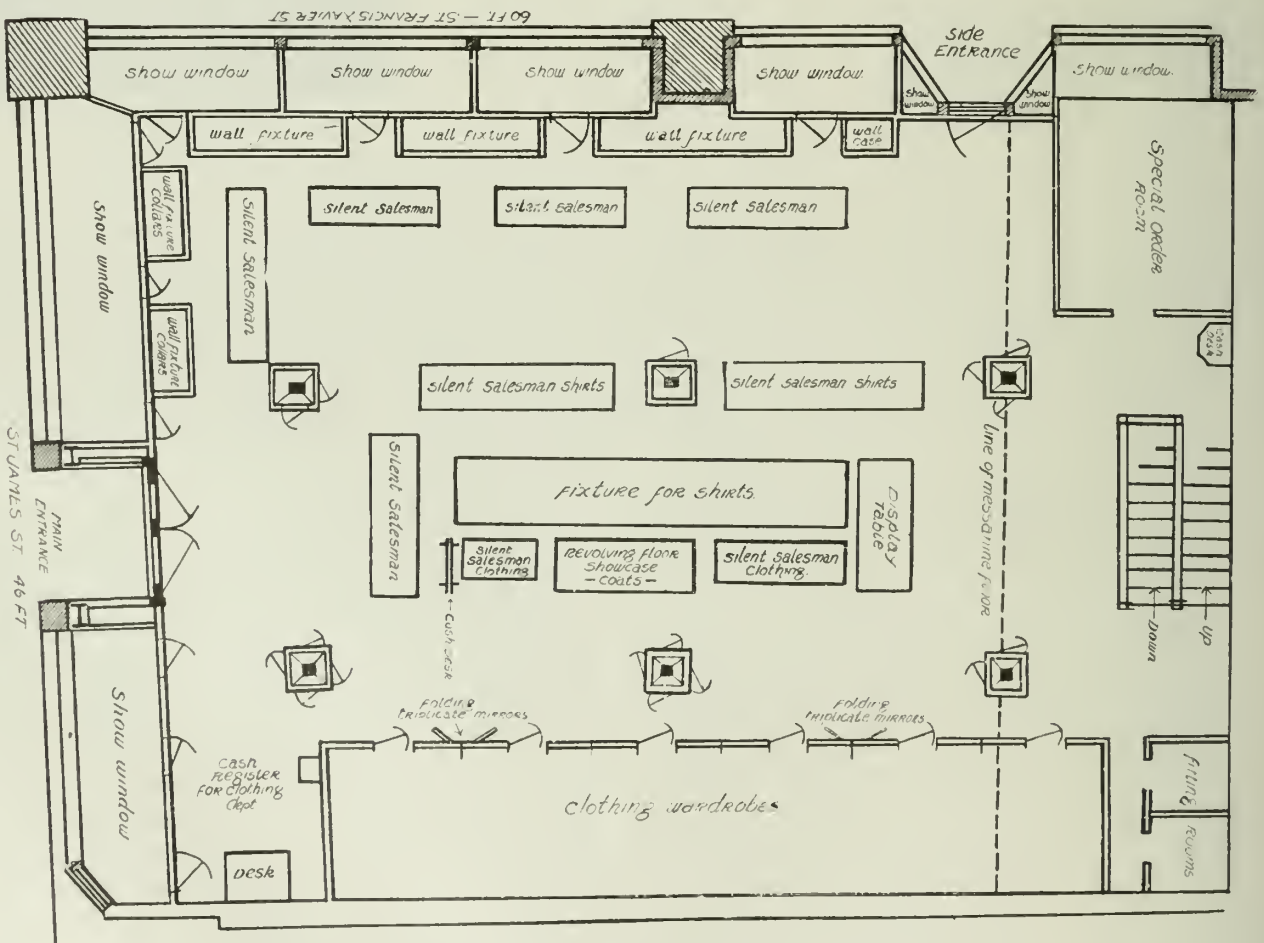 60 FT. — ST. FRANCIS XAVIER ST
Show window
Show window
Show window
Show window.
Show window
Side
Entrance
Show window
Show window.
wall fixture
wall fixture
wall fixture
wall case
Special Order
Room
Show window
wall fixture
collars
wall fixture
collars
Silent Salesman
Silent Salesman
Silent Salesman
Silent Salesman
Cash
Desk
Silent Salesman Shirts
Silent Salesman Shirts
line of messanine floor
ST JAMES ST. 46 FT
MAIN
ENTRANCE
Silent Salesman
Fixture for Shirts.
Display
Table
Silent
Salesman
Clothing
Revolving Floor
Showcase
— Coats —
Silent Salesman
Clothing.
← Cash Desk
← Down
← Up
Show window
Folding
triplicate mirrors
Folding
triplicate mirrors
Cash
Register
for Clothing
Dept
Desk
Clothing wardrobes
Fitting Rooms